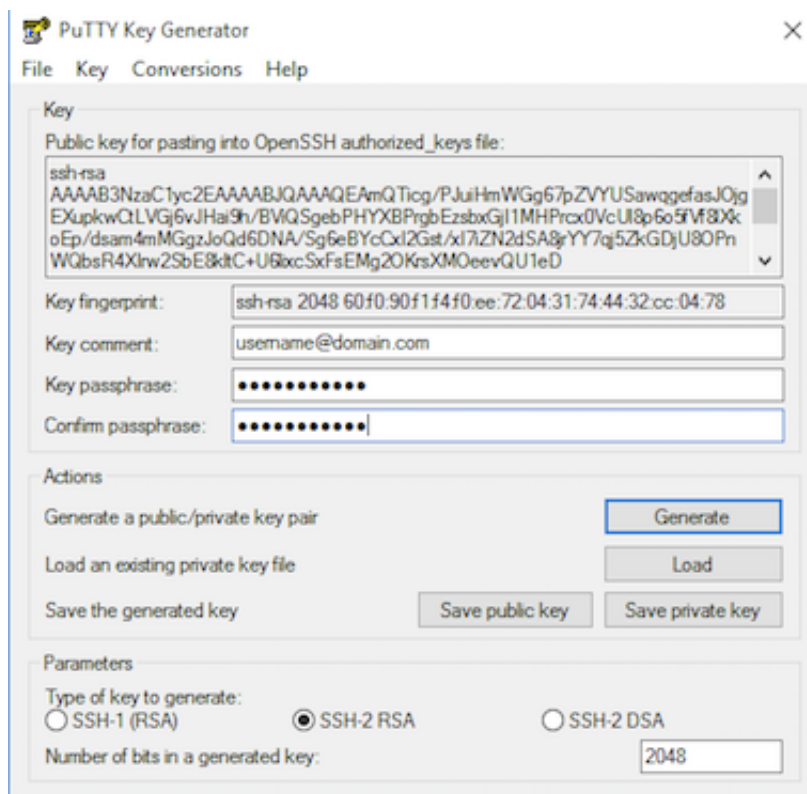 PuTTY Key Generator
File Key Conversions Help
Key
Public key for pasting into OpenSSH authorized_keys file:
ssh-rsa
AAAAB3NzaC1yc2EAAAABJQAAAQEAmQTicg/PJuiHmWGg67pZVYUSawqgefasJOjg
EXupkwCtLVGj6vJHai9h/BViQSgebPHYXBPrgbEzsbxGjI1MHPrcx0VcUI8p6o5fVf8lXk
oEp/dsam4mMGgzJoQd6DNA/Sg6eBYcCxI2Gst/xI7iZN2dSA8jrYY7qj5ZkGDjU8OPn
WQbsR4XIrw2SbE8kltC+U6lxcSxFsEMg2OKrsXMOeevQU1eD
Key fingerprint: ssh-rsa 2048 60:f0:90:f1:f4:f0:ee:72:04:31:74:44:32:cc:04:78
Key comment: username@domain.com
Key passphrase: ●●●●●●●●●●●
Confirm passphrase: ●●●●●●●●●●●
Actions
Generate a public/private key pair Generate
Load an existing private key file Load
Save the generated key Save public key Save private key
Parameters
Type of key to generate:
SSH-1 (RSA) SSH-2 RSA SSH-2 DSA
Number of bits in a generated key: 2048